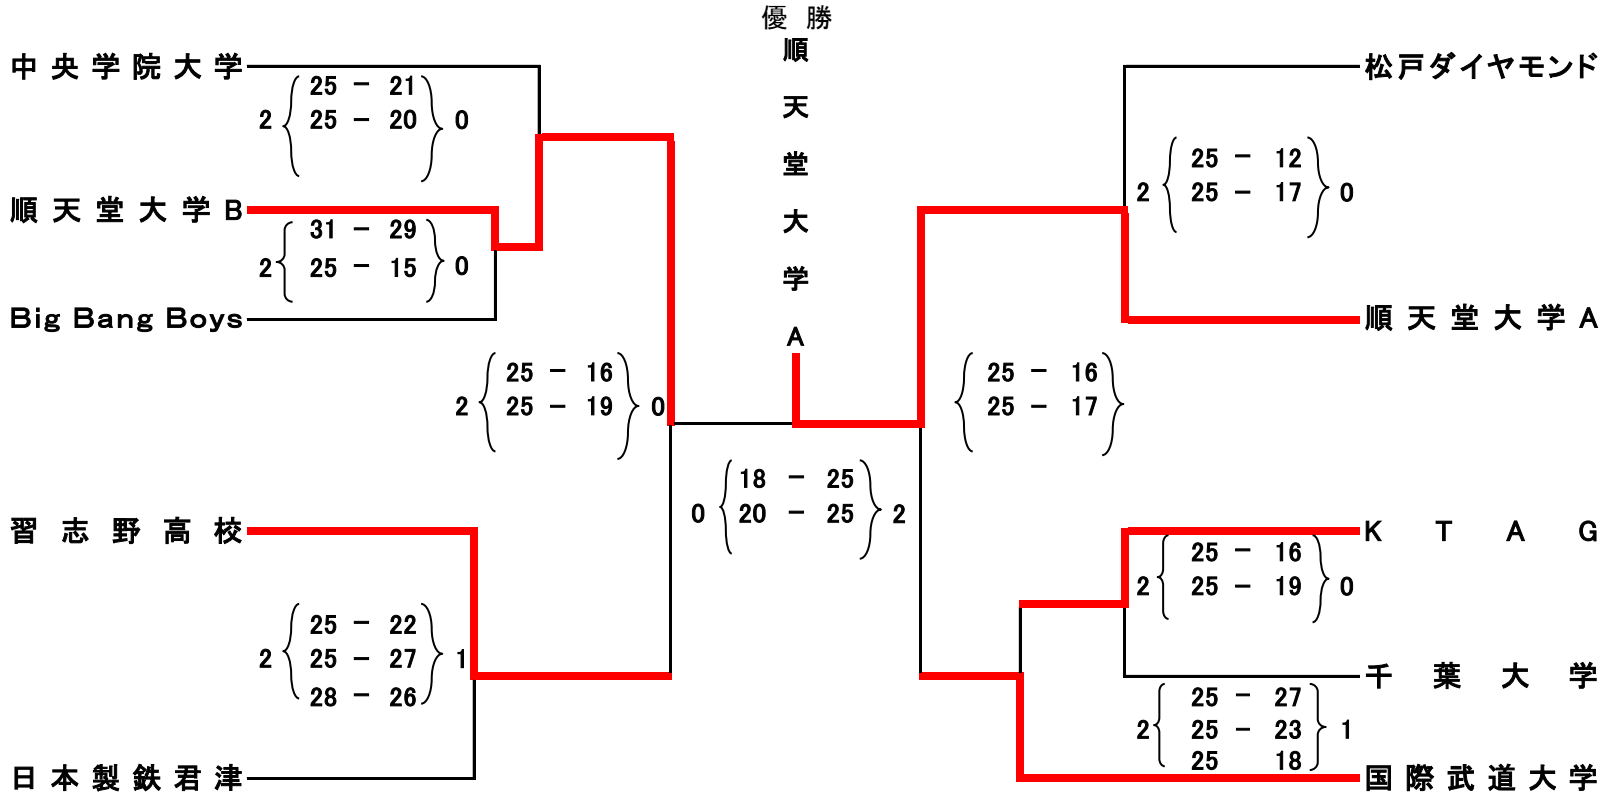 優勝
順天堂大学A
中央学院大学
25 － 21
2 25 － 20 0
順天堂大学B
31 － 29
2 25 － 15 0
Big Bang Boys
25 － 16
2 25 － 19 0
習志野高校
25 － 22
2 25 － 27 1
28 － 26
日本製鉄君津
18 － 25
0 20 － 25 2
松戸ダイヤモンド
25 － 12
2 25 － 17 0
順天堂大学A
25 － 16
25 － 17
KTAG
25 － 16
2 25 － 19 0
千葉大学
25 － 27
2 25 － 23 1
25 18
国際武道大学